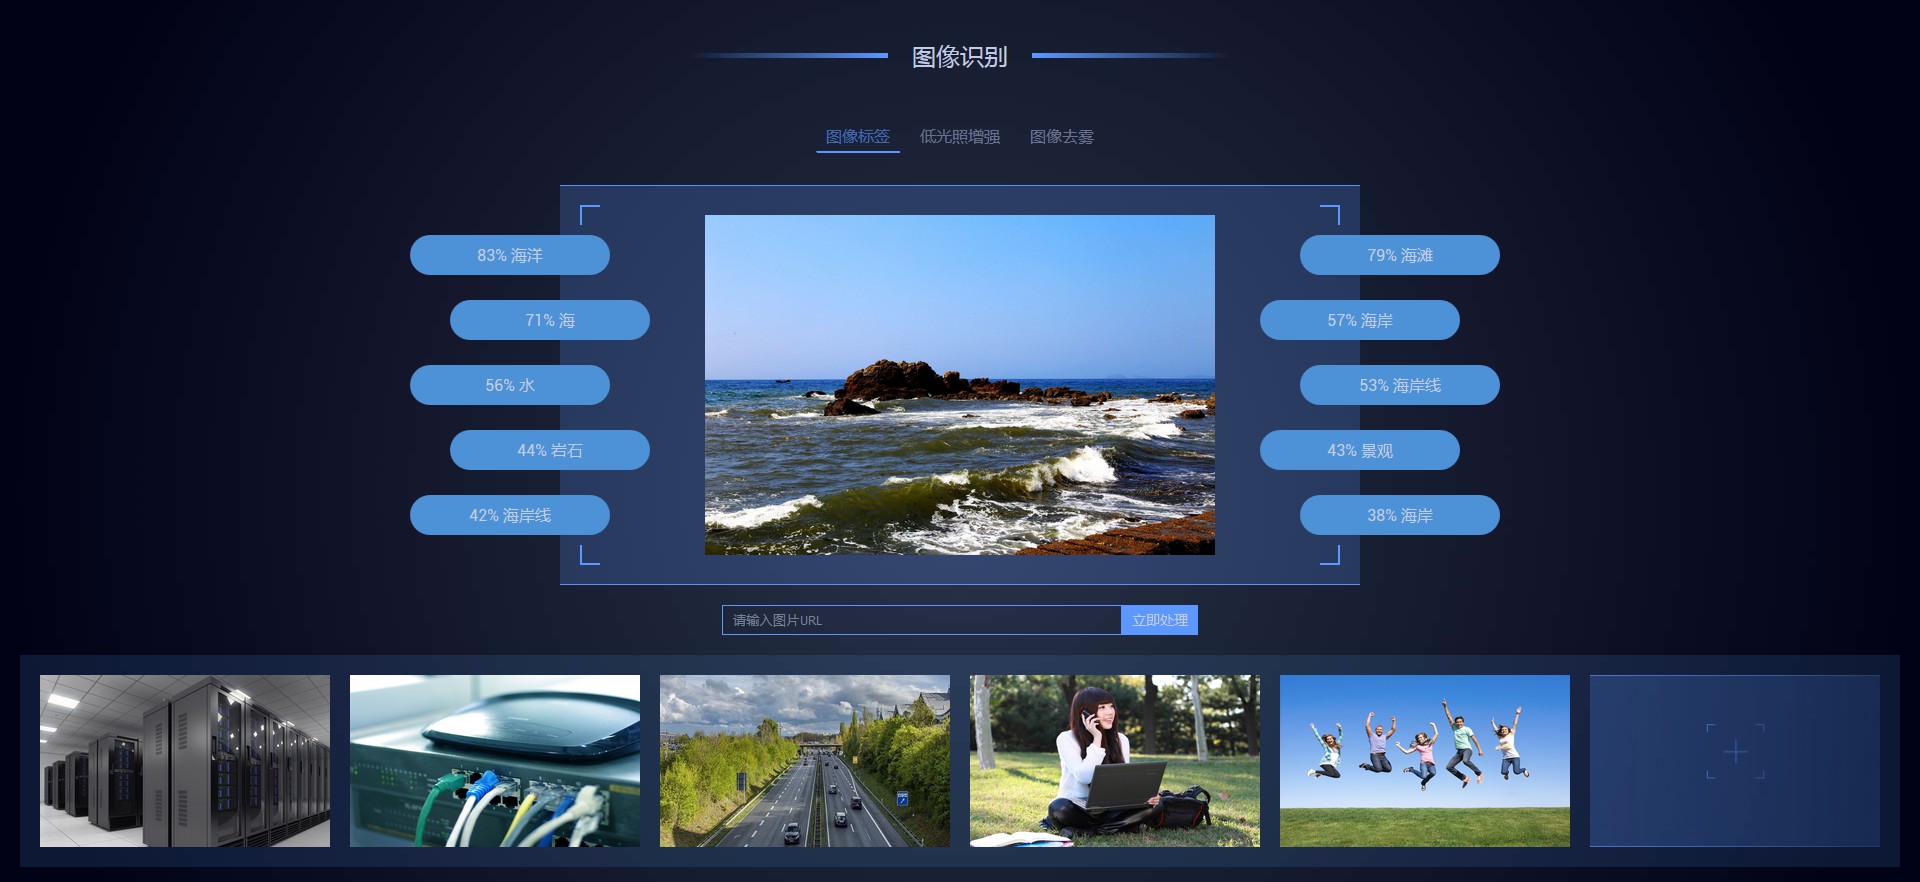 图像识别
图像标签 低光照增强 图像去雾
83% 海洋
79% 海滩
71% 海
57% 海岸
56% 水
53% 海岸线
44% 岩石
43% 景观
42% 海岸线
38% 海岸
请输入图片URL 立即处理